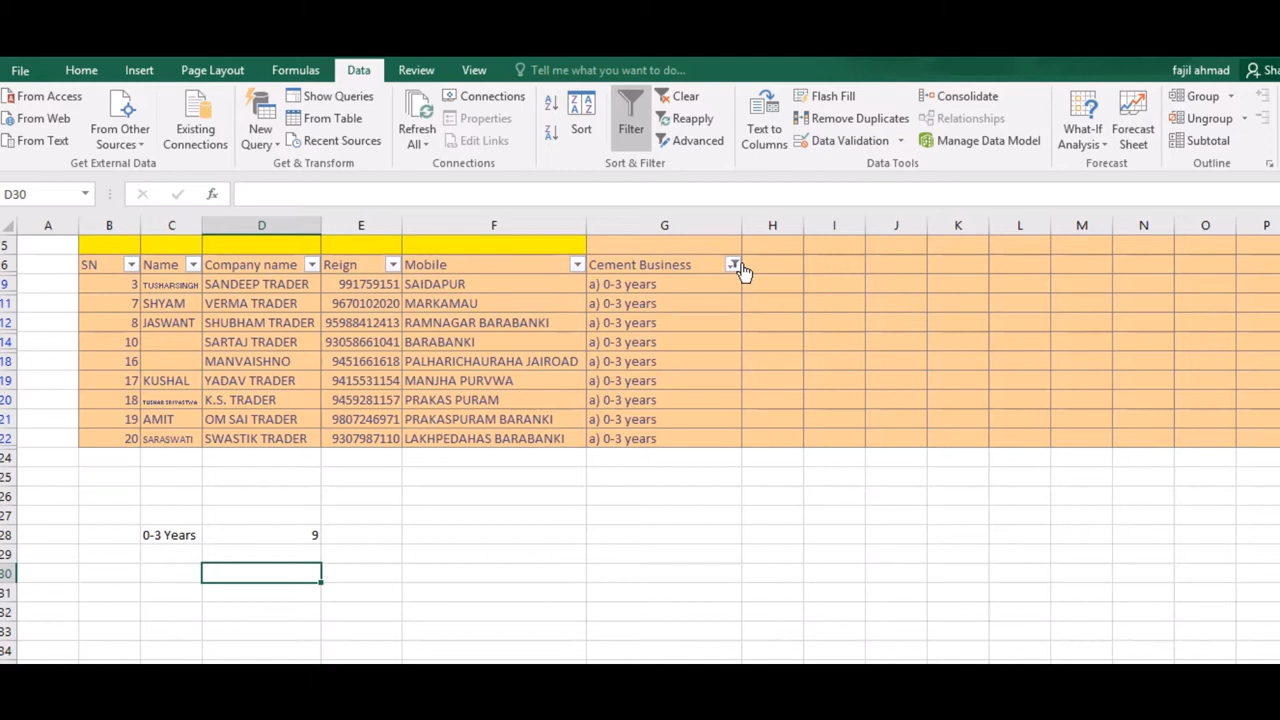 File Home Insert Page Layout Formulas Data Review View Tell me what you want to do... fajil ahmad Sha
From Access Show Queries Connections Clear Flash Fill Consolidate Group
From Web From Table Properties Reapply Remove Duplicates Relationships Ungroup
From Text From Other Sources Existing Connections New Query Recent Sources Refresh All Edit Links Sort Filter Advanced Text to Columns Data Validation Manage Data Model What-If Analysis Forecast Sheet Subtotal
Get External Data Get & Transform Connections Sort & Filter Data Tools Forecast Outline
D30 fx
A B C D E F G H I J K L M N O P
5
6 SN Name Company name Reign Mobile Cement Business
9 3 TUSHARSINGH SANDEEP TRADER 991759151 SAIDAPUR a) 0-3 years
11 7 SHYAM VERMA TRADER 9670102020 MARKAMAU a) 0-3 years
12 8 JASWANT SHUBHAM TRADER 95988412413 RAMNAGAR BARABANKI a) 0-3 years
14 10 SARTAJ TRADER 93058661041 BARABANKI a) 0-3 years
18 16 MANVAISHNO 9451661618 PALHARICHAURAHA JAIROAD a) 0-3 years
19 17 KUSHAL YADAV TRADER 9415531154 MANJHA PURVWA a) 0-3 years
20 18 TUSHAR SRIVASTWA K.S. TRADER 9459281157 PRAKAS PURAM a) 0-3 years
21 19 AMIT OM SAI TRADER 9807246971 PRAKASPURAM BARANKI a) 0-3 years
22 20 SARASWATI SWASTIK TRADER 9307987110 LAKHPEDAHAS BARABANKI a) 0-3 years
24
25
26
27
28 0-3 Years 9
29
30
31
32
33
34